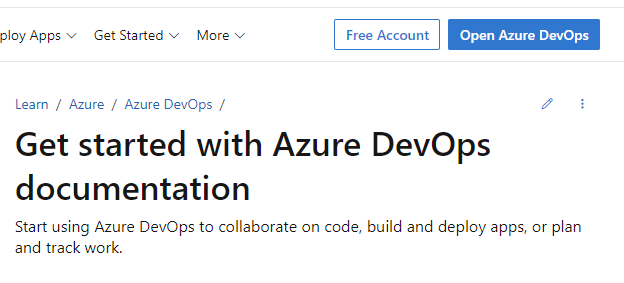 ploy Apps Get Started More Free Account Open Azure DevOps
Learn / Azure / Azure DevOps /
Get started with Azure DevOps
documentation
Start using Azure DevOps to collaborate on code, build and deploy apps, or plan
and track work.